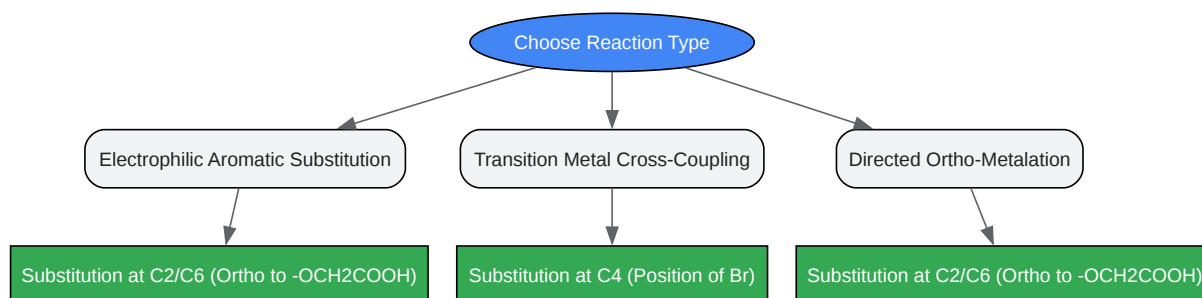 Choose Reaction Type
Electrophilic Aromatic Substitution
Transition Metal Cross-Coupling
Directed Ortho-Metalation
Substitution at C2/C6 (Ortho to -OCH2COOH)
Substitution at C4 (Position of Br)
Substitution at C2/C6 (Ortho to -OCH2COOH)